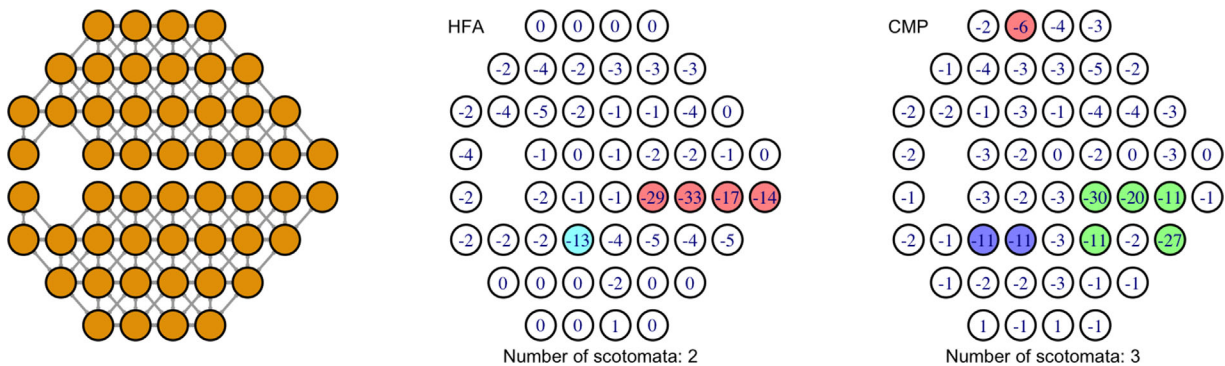 HFA 0 0 0 0
-2 -4 -2 -3 -3 -3
-2 -4 -5 -2 -1 -1 -4 0
-4 -1 0 -1 -2 -2 -1 0
-2 -2 -1 -1 -29 -33 -17 -14
-2 -2 -2 -13 -4 -5 -4 -5
0 0 0 -2 0 0
0 0 1 0
Number of scotomata: 2
CMP -2 -6 -4 -3
-1 -4 -3 -3 -5 -2
-2 -2 -1 -3 -1 -4 -4 -3
-2 -3 -2 0 -2 0 -3 0
-1 -3 -2 -3 -30 -20 -11 -1
-2 -1 -11 -11 -3 -11 -2 -27
-1 -2 -2 -3 -1 -1
1 -1 1 -1
Number of scotomata: 3